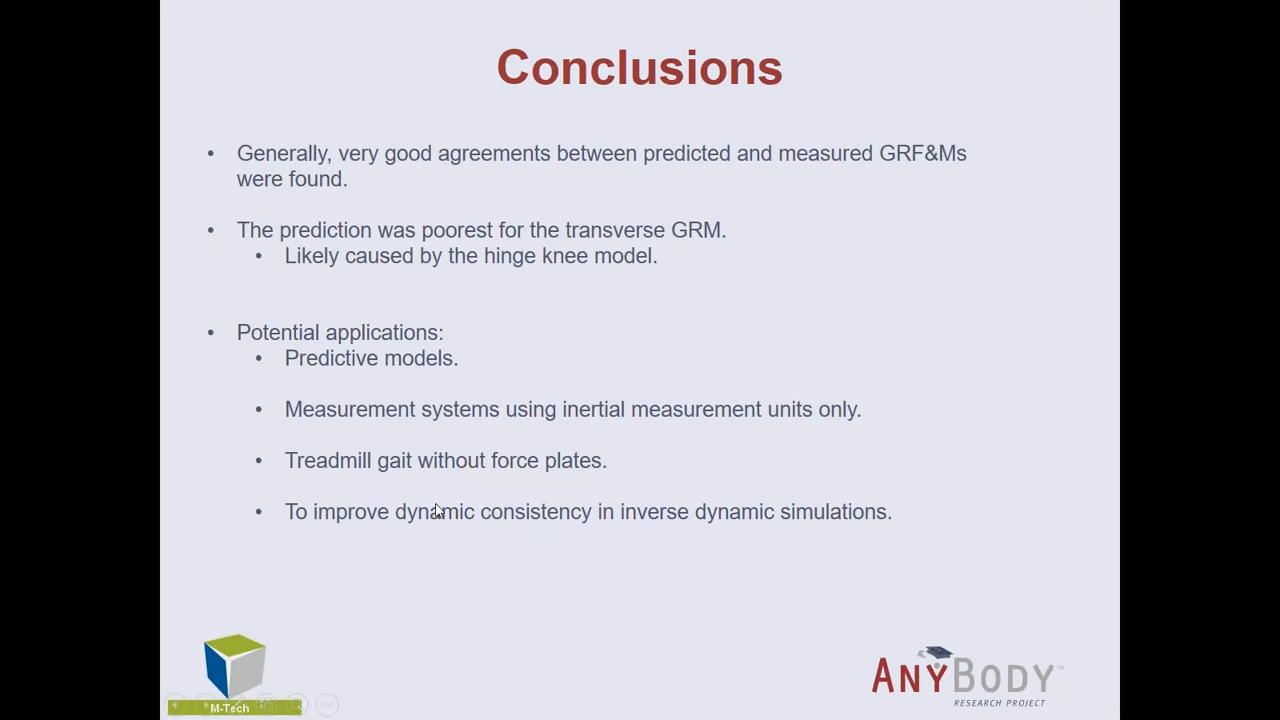 Conclusions
• Generally, very good agreements between predicted and measured GRF&Ms
were found.
• The prediction was poorest for the transverse GRM.
• Likely caused by the hinge knee model.
• Potential applications:
• Predictive models.
• Measurement systems using inertial measurement units only.
• Treadmill gait without force plates.
• To improve dynamic consistency in inverse dynamic simulations.
M-Tech
ANYBODY™
RESEARCH PROJECT